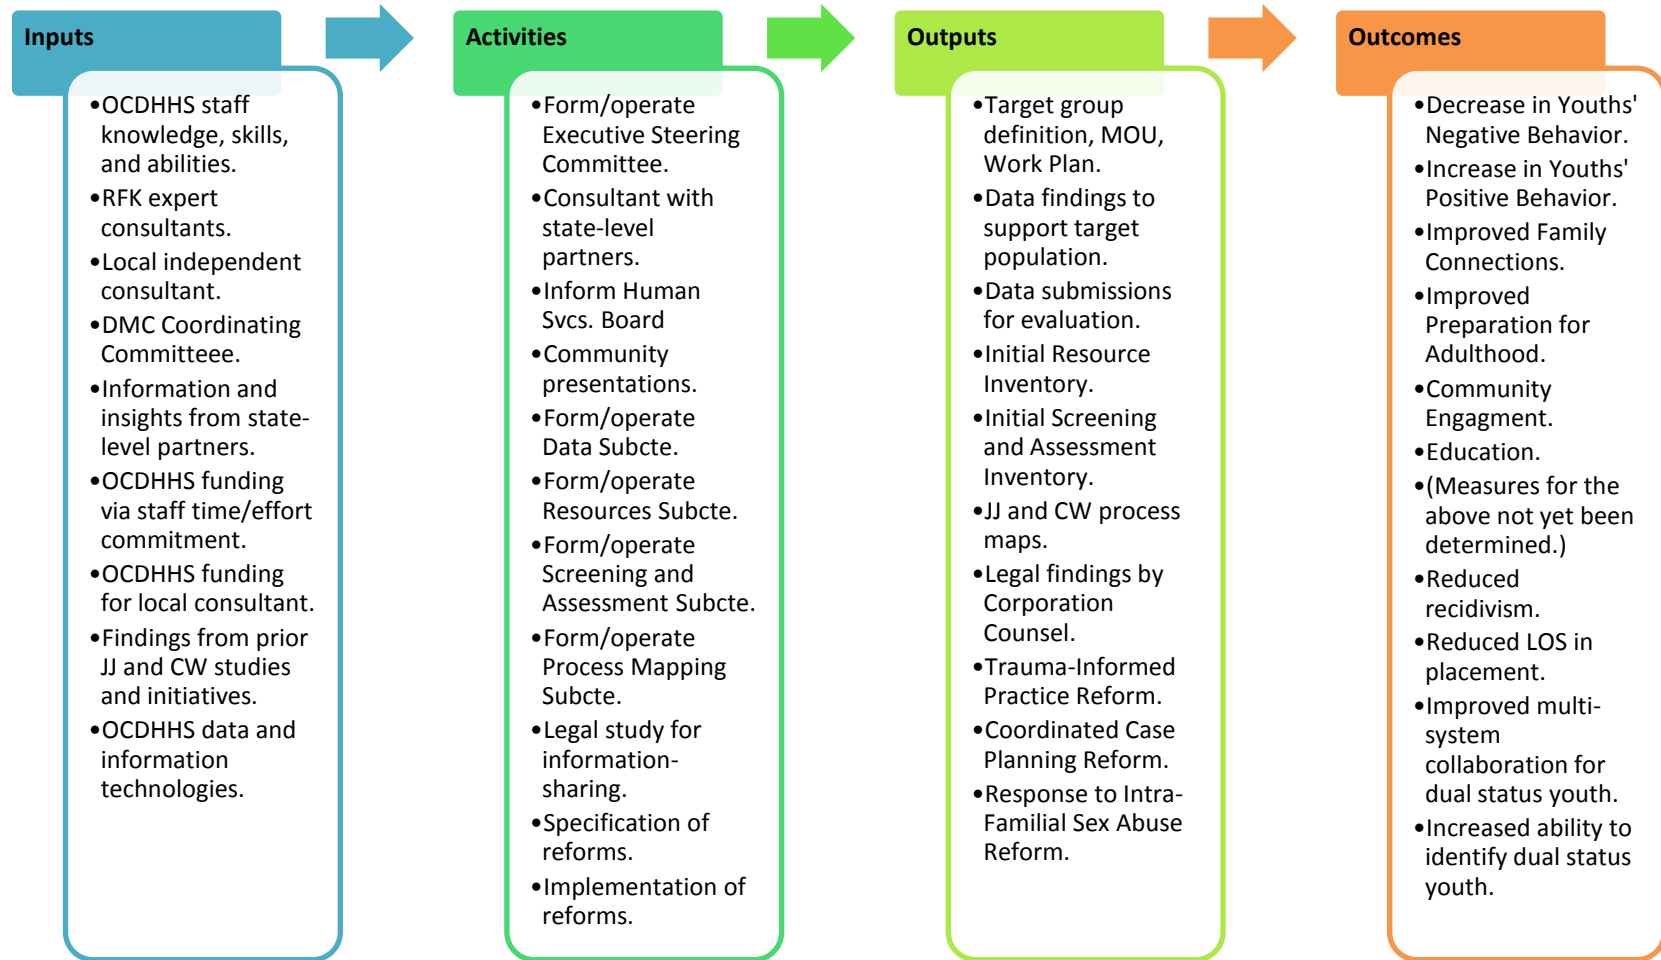 Inputs
•OCDHHS staff
knowledge, skills,
and abilities.
•RFK expert
consultants.
•Local independent
consultant.
•DMC Coordinating
Committeee.
•Information and
insights from state-
level partners.
•OCDHHS funding
via staff time/effort
commitment.
•OCDHHS funding
for local consultant.
•Findings from prior
JJ and CW studies
and initiatives.
•OCDHHS data and
information
technologies.
Activities
•Form/operate
Executive Steering
Committee.
•Consultant with
state-level
partners.
•Inform Human
Svcs. Board
•Community
presentations.
•Form/operate
Data Subcte.
•Form/operate
Resources Subcte.
•Form/operate
Screening and
Assessment Subcte.
•Form/operate
Process Mapping
Subcte.
•Legal study for
information-
sharing.
•Specification of
reforms.
•Implementation of
reforms.
Outputs
•Target group
definition, MOU,
Work Plan.
•Data findings to
support target
population.
•Data submissions
for evaluation.
•Initial Resource
Inventory.
•Initial Screening
and Assessment
Inventory.
•JJ and CW process
maps.
•Legal findings by
Corporation
Counsel.
•Trauma-Informed
Practice Reform.
•Coordinated Case
Planning Reform.
•Response to Intra-
Familial Sex Abuse
Reform.
Outcomes
•Decrease in Youths'
Negative Behavior.
•Increase in Youths'
Positive Behavior.
•Improved Family
Connections.
•Improved
Preparation for
Adulthood.
•Community
Engagment.
•Education.
•(Measures for the
above not yet been
determined.)
•Reduced
recidivism.
•Reduced LOS in
placement.
•Improved multi-
system
collaboration for
dual status youth.
•Increased ability to
identify dual status
youth.